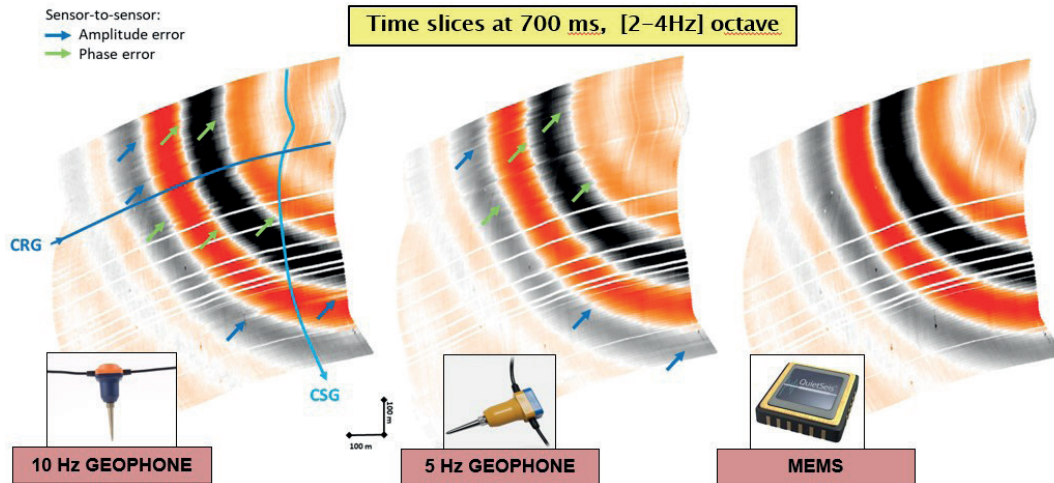 Time slices at 700 ms, [2–4Hz] octave
Sensor-to-sensor:
Amplitude error
Phase error
CRG
CSG
100 m
100 m
QuietSeis
10 Hz GEOPHONE
5 Hz GEOPHONE
MEMS